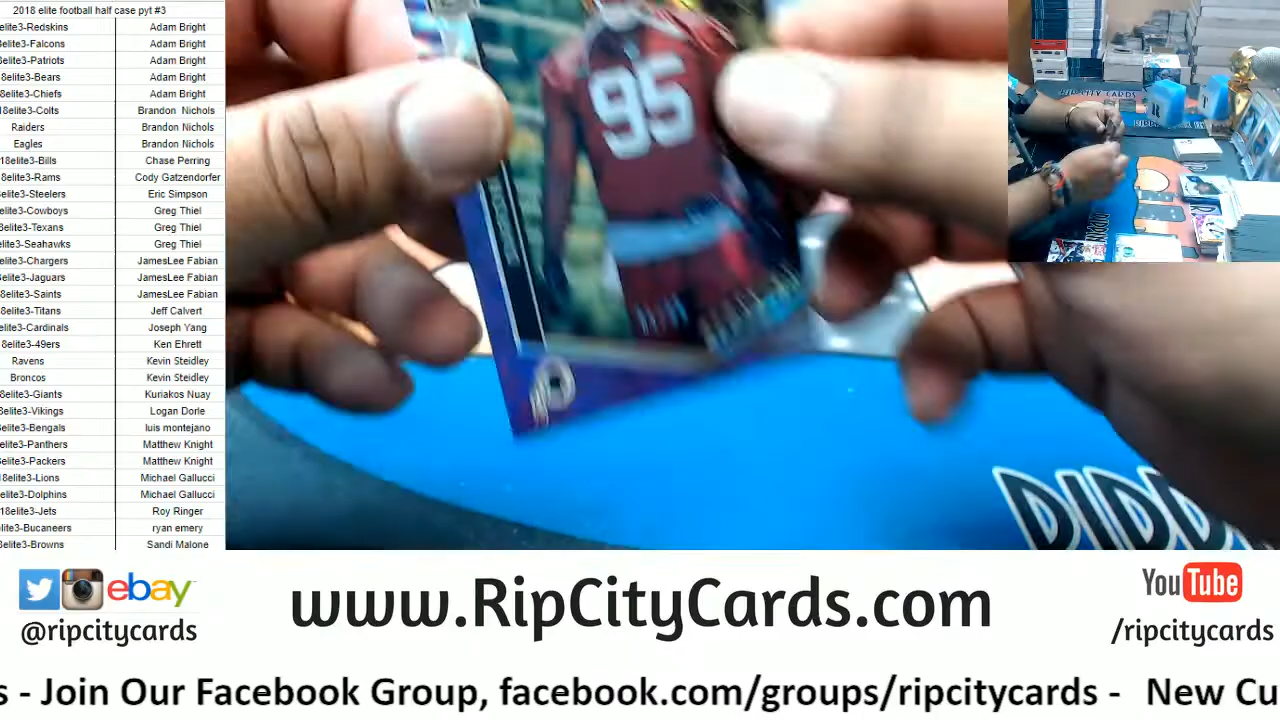 2018 elite football half case pyt #3
elite3-Redskins Adam Bright
elite3-Falcons Adam Bright
elite3-Patriots Adam Bright
8elite3-Bears Adam Bright
8elite3-Chiefs Adam Bright
18elite3-Colts Brandon Nichols
Raiders Brandon Nichols
Eagles Brandon Nichols
18elite3-Bills Chase Perring
8elite3-Rams Cody Gatzendorfer
elite3-Steelers Eric Simpson
elite3-Cowboys Greg Thiel
elite3-Texans Greg Thiel
elite3-Seahawks Greg Thiel
elite3-Chargers JamesLee Fabian
elite3-Jaguars JamesLee Fabian
8elite3-Saints JamesLee Fabian
8elite3-Titans Jeff Calvert
elite3-Cardinals Joseph Yang
8elite3-49ers Ken Ehrett
Ravens Kevin Steidley
Broncos Kevin Steidley
8elite3-Giants Kuriakos Nuay
elite3-Vikings Logan Dorle
elite3-Bengals luis montejano
elite3-Panthers Matthew Knight
elite3-Packers Matthew Knight
18elite3-Lions Michael Gallucci
elite3-Dolphins Michael Gallucci
18elite3-Jets Roy Ringer
lite3-Bucaneers ryan emery
8elite3-Browns Sandi Malone
95
RIP CITY CARDS
ebay
@ripcitycards
www.RipCityCards.com
YouTube
/ripcitycards
s - Join Our Facebook Group, facebook.com/groups/ripcitycards - New Cu